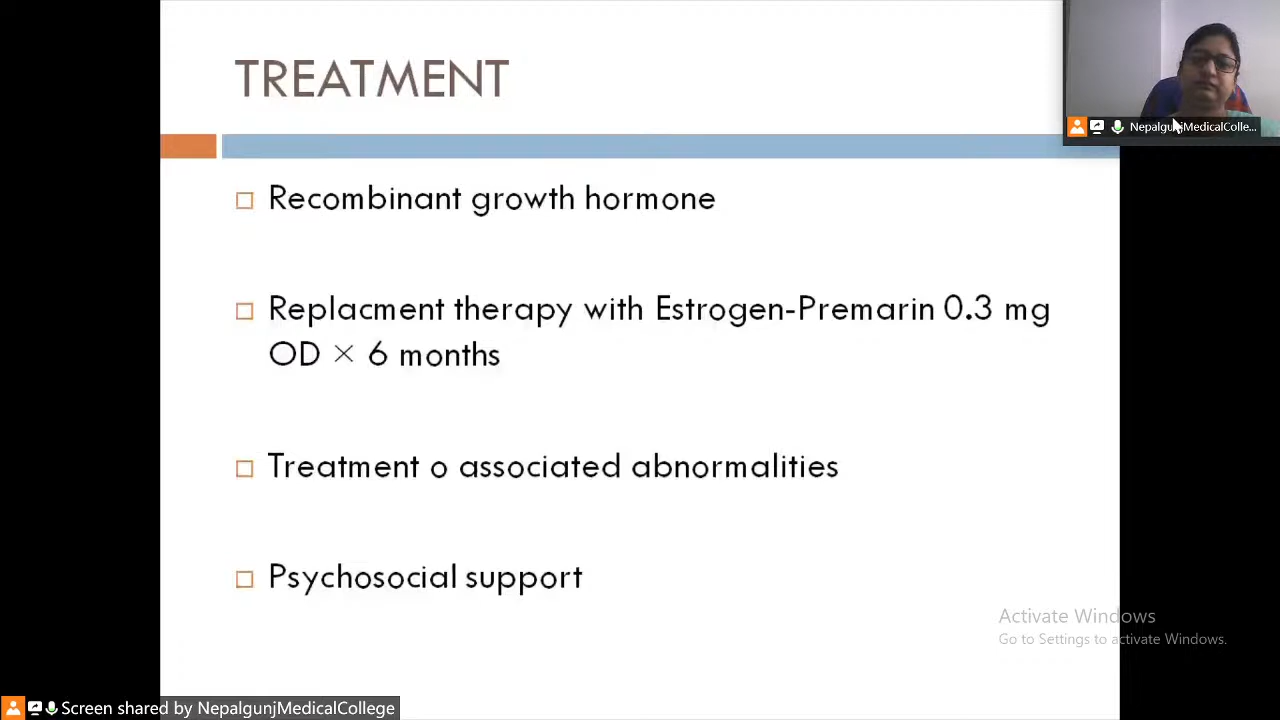 TREATMENT
NepalgunjMedicalColle...
Recombinant growth hormone
Replacment therapy with Estrogen-Premarin 0.3 mg
OD × 6 months
Treatment o associated abnormalities
Psychosocial support
Activate Windows
Go to Settings to activate Windows.
Screen shared by NepalgunjMedicalCollege